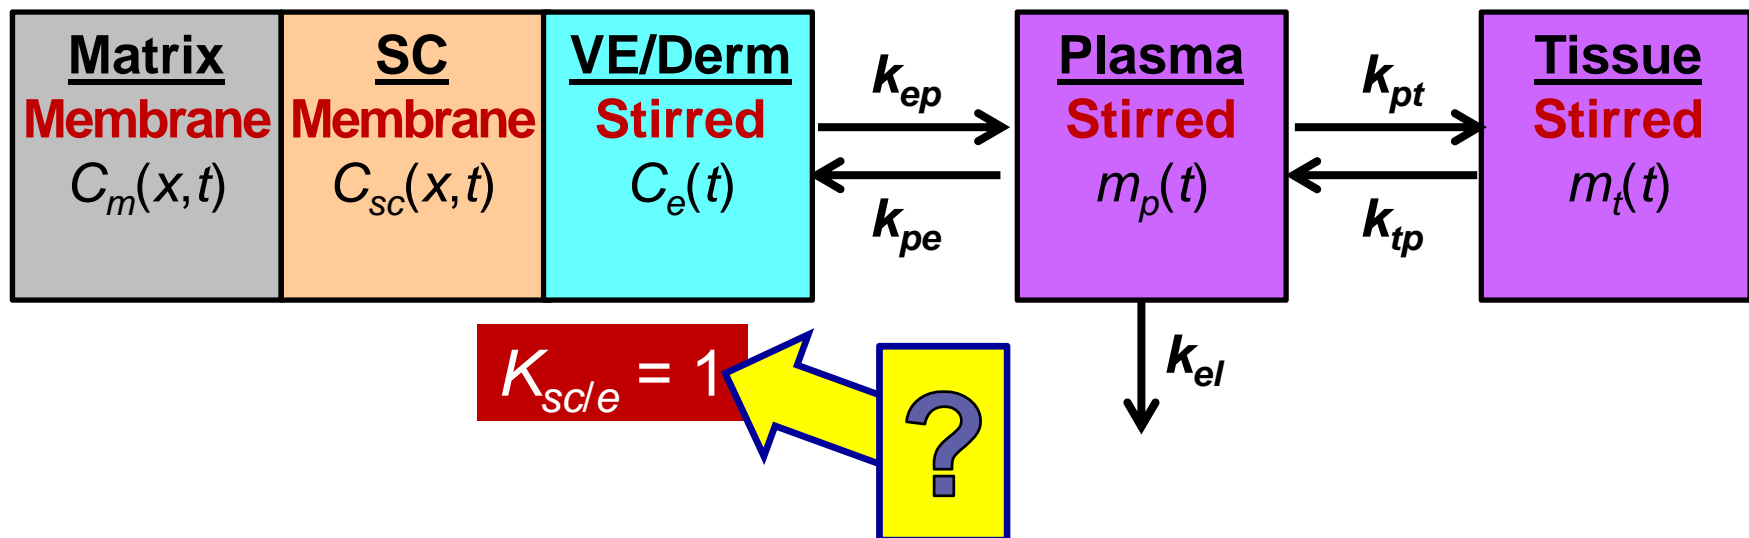 Matrix
Membrane
Cm(x,t)
SC
Membrane
Csc(x,t)
VE/Derm
Stirred
Ce(t)
kep
kpe
Plasma
Stirred
mp(t)
kpt
ktp
Tissue
Stirred
mt(t)
Ksc/e = 1
?
kel